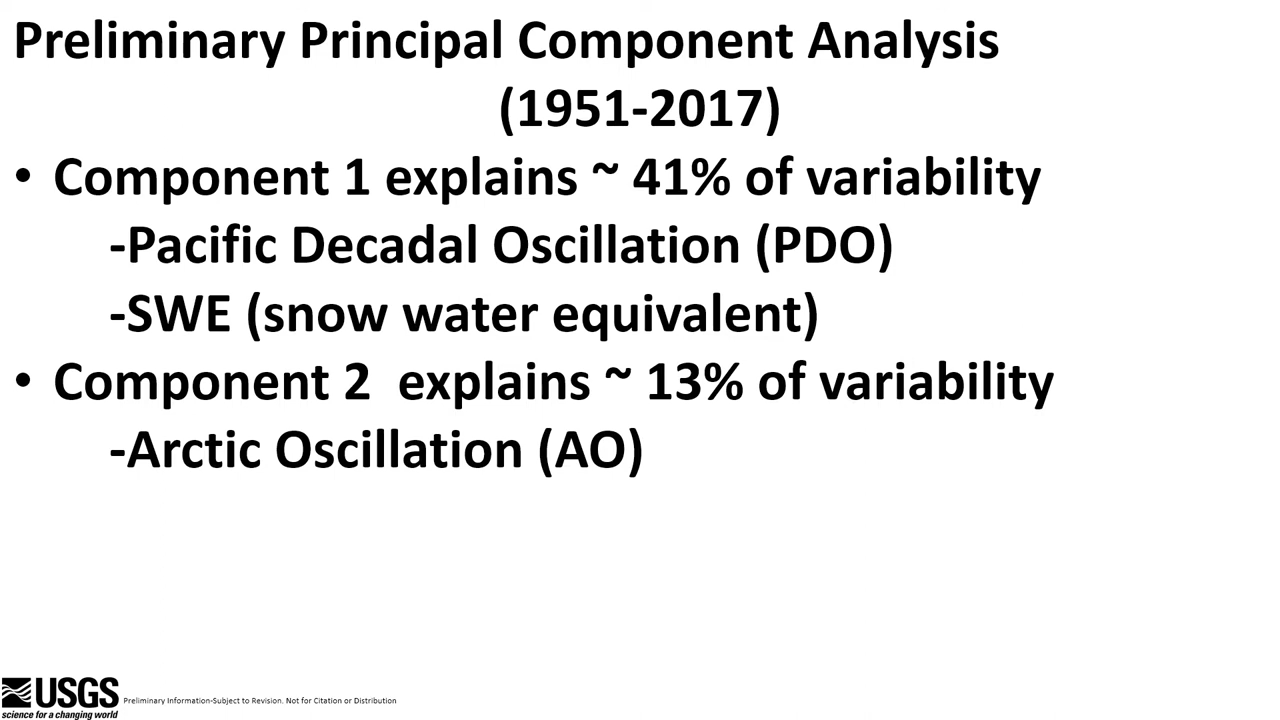 Preliminary Principal Component Analysis
(1951-2017)
• Component 1 explains ~ 41% of variability
-Pacific Decadal Oscillation (PDO)
-SWE (snow water equivalent)
• Component 2  explains ~ 13% of variability
-Arctic Oscillation (AO)
USGS
science for a changing world
Preliminary Information-Subject to Revision. Not for Citation or Distribution